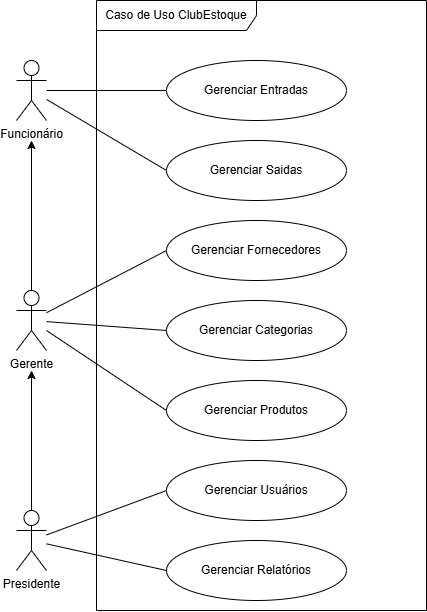 Caso de Uso ClubEstoque
Gerenciar Entradas
Funcionário
Gerenciar Saidas
Gerenciar Fornecedores
Gerenciar Categorias
Gerente
Gerenciar Produtos
Gerenciar Usuários
Gerenciar Relatórios
Presidente